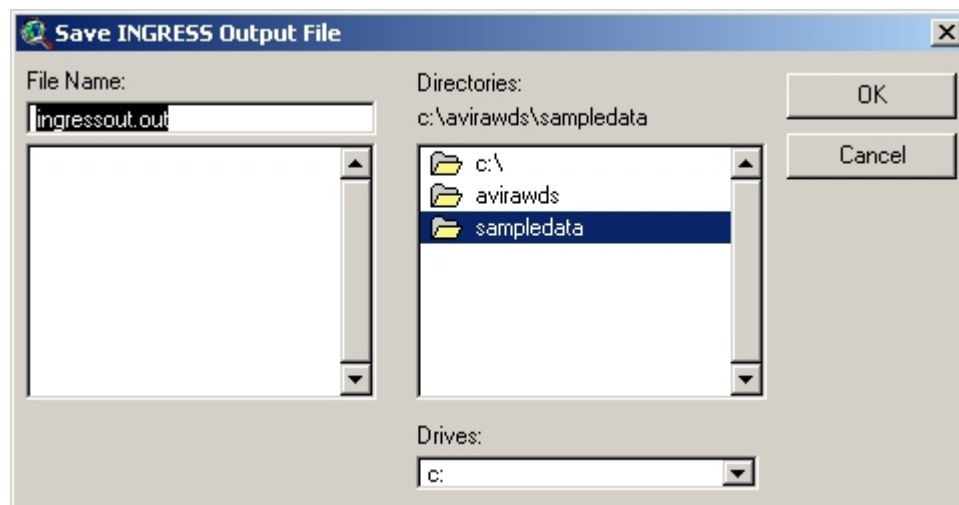 Save INGRESS Output File
File Name:
ingressout.out
Directories:
c:\avirawds\sampledata
c:\
avirawds
sampledata
Drives:
c:
OK
Cancel